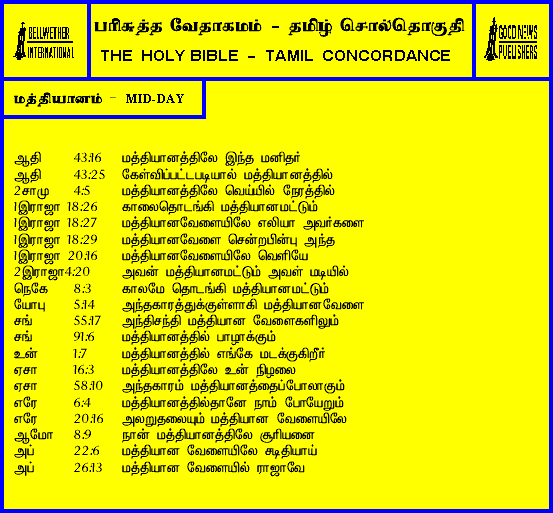 BELLWETHER
INTERNATIONAL
பரிசுத்த வேதாகமம் - தமிழ் சொல்தொகுதி
THE HOLY BIBLE - TAMIL CONCORDANCE
GOOD NEWS
PUBLISHERS
மத்தியானம் - MID-DAY
ஆதி 43:16 மத்தியானத்திலே இந்த மனிதர்
ஆதி 43:25 கேள்விப்பட்டபடியால் மத்தியானத்தில்
2சாமு 4:5 மத்தியானத்திலே வெய்யில் நேரத்தில்
1இராஜா 18:26 காலைதொடங்கி மத்தியானமட்டும்
1இராஜா 18:27 மத்தியானவேளையிலே எலியா அவர்களை
1இராஜா 18:29 மத்தியானவேளை சென்றபின்பு அந்த
1இராஜா 20:16 மத்தியானவேளையிலே வெளியே
2இராஜா4:20 அவன் மத்தியானமட்டும் அவள் மடியில்
நெகே 8:3 காலமே தொடங்கி மத்தியானமட்டும்
யோபு 5:14 அந்தகாரத்துக்குள்ளாகி மத்தியானவேளை
சங் 55:17 அந்திசந்தி மத்தியான வேளைகளிலும்
சங் 91:6 மத்தியானத்தில் பாழாக்கும்
உன் 1:7 மத்தியானத்தில் எங்கே மடக்குகிறீர்
ஏசா 16:3 மத்தியானத்திலே உன் நிழலை
ஏசா 58:10 அந்தகாரம் மத்தியானத்தைப்போலாகும்
எரே 6:4 மத்தியானத்தில்தானே நாம் போயேறும்
எரே 20:16 அலறுதலையும் மத்தியான வேளையிலே
ஆமோ 8:9 நான் மத்தியானத்திலே சூரியனை
அப் 22:6 மத்தியான வேளையிலே சடிதியாய்
அப் 26:13 மத்தியான வேளையில் ராஜாவே